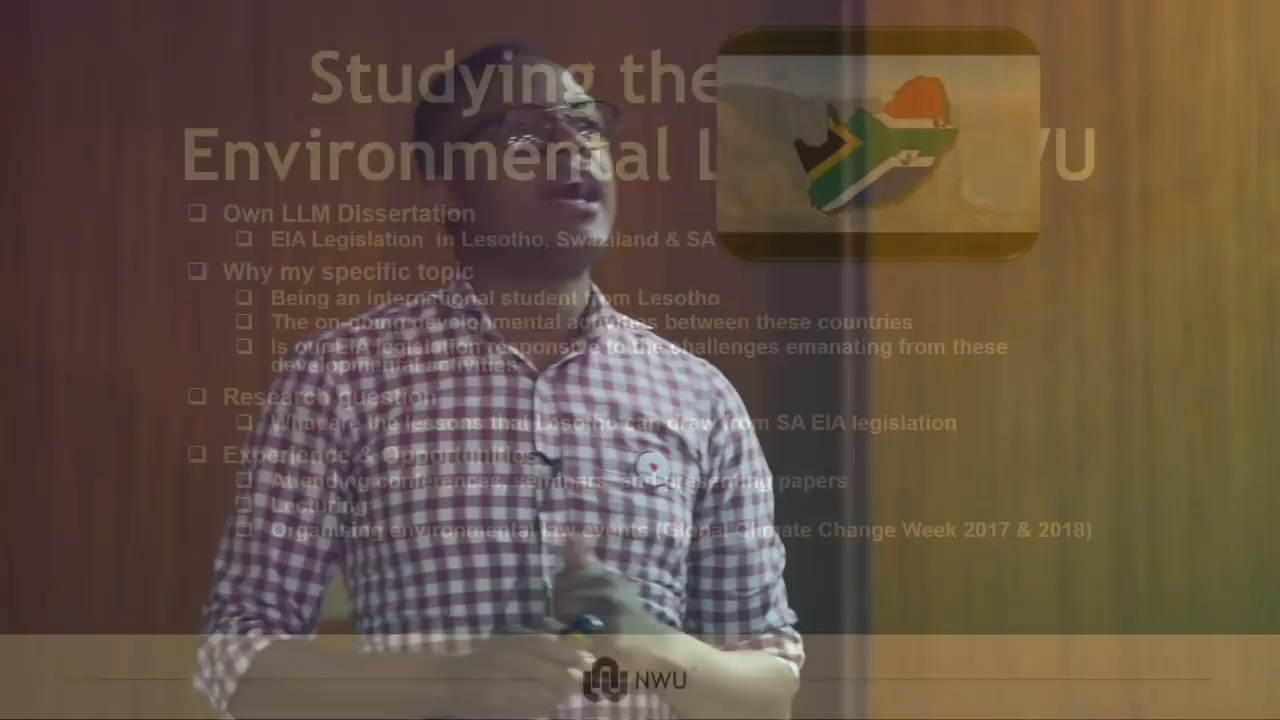 Studying the
Environmental L WU
Own LLM Dissertation
EIA Legislation in Lesotho, Swaziland & SA
Why my specific topic
Being an international student from Lesotho
The on-going developmental activities between these countries
Is our EIA legislation responsive to the challenges emanating from these
developmental activities
Research question
What are the lessons that Lesotho can draw from SA EIA legislation
Experience & Opportunities
Attending conferences, seminars and presenting papers
Lecturing
Organising environmental law events (Global Climate Change Week 2017 & 2018)
NWU